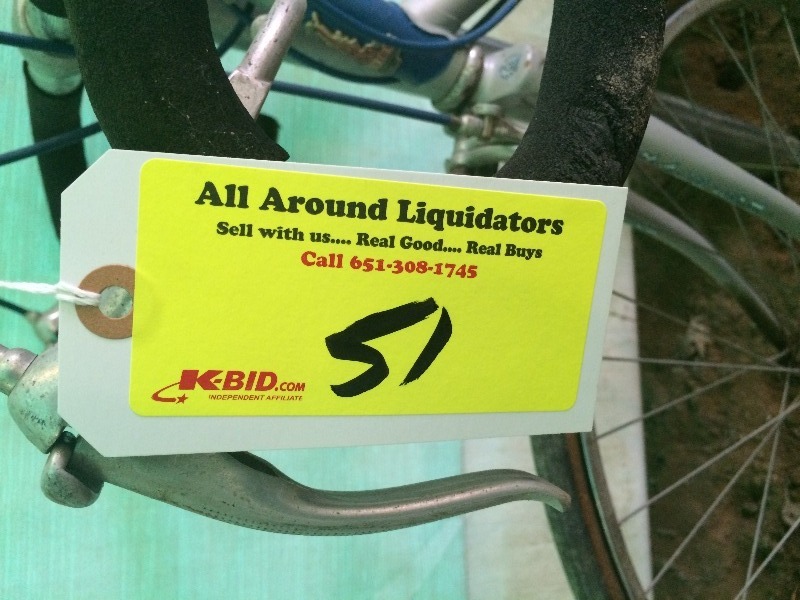 All Around Liquidators
Sell with us.... Real Good.... Real Buys
Call 651-308-1745
51
K-BID.COM
INDEPENDENT AFFILIATE